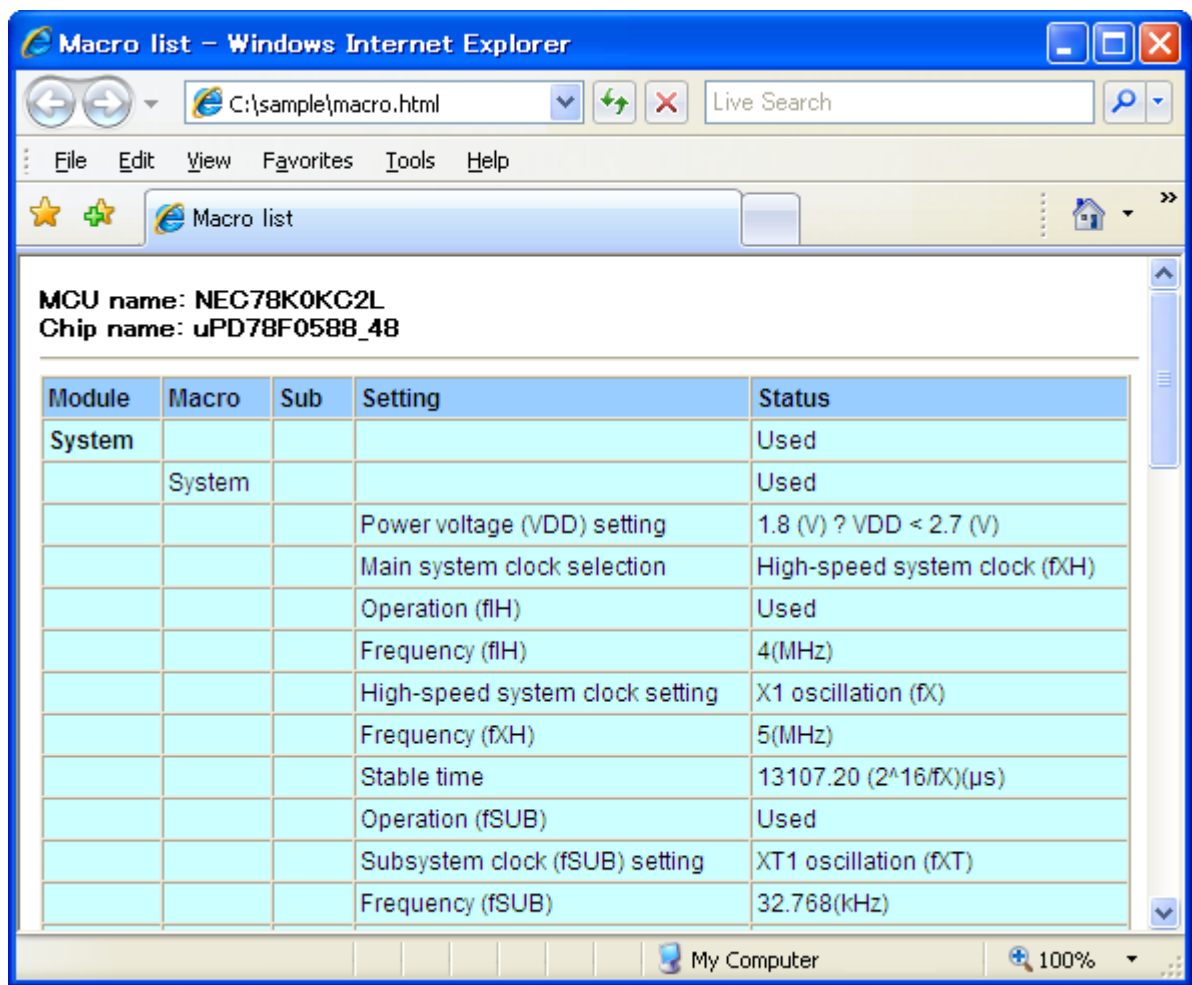 Macro list - Windows Internet Explorer
C:\sample\macro.html Live Search
File Edit View Favorites Tools Help
Macro list »
MCU name: NEC78K0KC2L
Chip name: uPD78F0588_48
Module Macro Sub Setting Status
System Used
System Used
Power voltage (VDD) setting 1.8 (V) ? VDD < 2.7 (V)
Main system clock selection High-speed system clock (fXH)
Operation (fIH) Used
Frequency (fIH) 4(MHz)
High-speed system clock setting X1 oscillation (fX)
Frequency (fXH) 5(MHz)
Stable time 13107.20 (2^16/fX)(µs)
Operation (fSUB) Used
Subsystem clock (fSUB) setting XT1 oscillation (fXT)
Frequency (fSUB) 32.768(kHz)
My Computer 100%